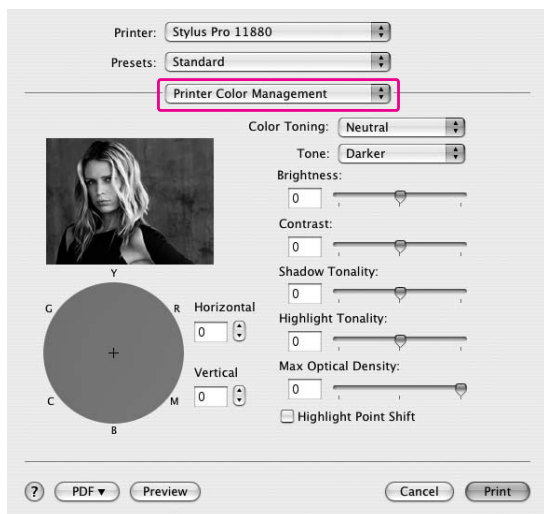 Printer: Stylus Pro 11880
Presets: Standard
Printer Color Management
Color Toning: Neutral
Tone: Darker
Brightness:
0
Contrast:
0
Shadow Tonality:
0
Highlight Tonality:
0
Max Optical Density:
0
Highlight Point Shift
Y
G
R
C
M
B
Horizontal
0
Vertical
0
?
PDF ▼
Preview
Cancel
Print